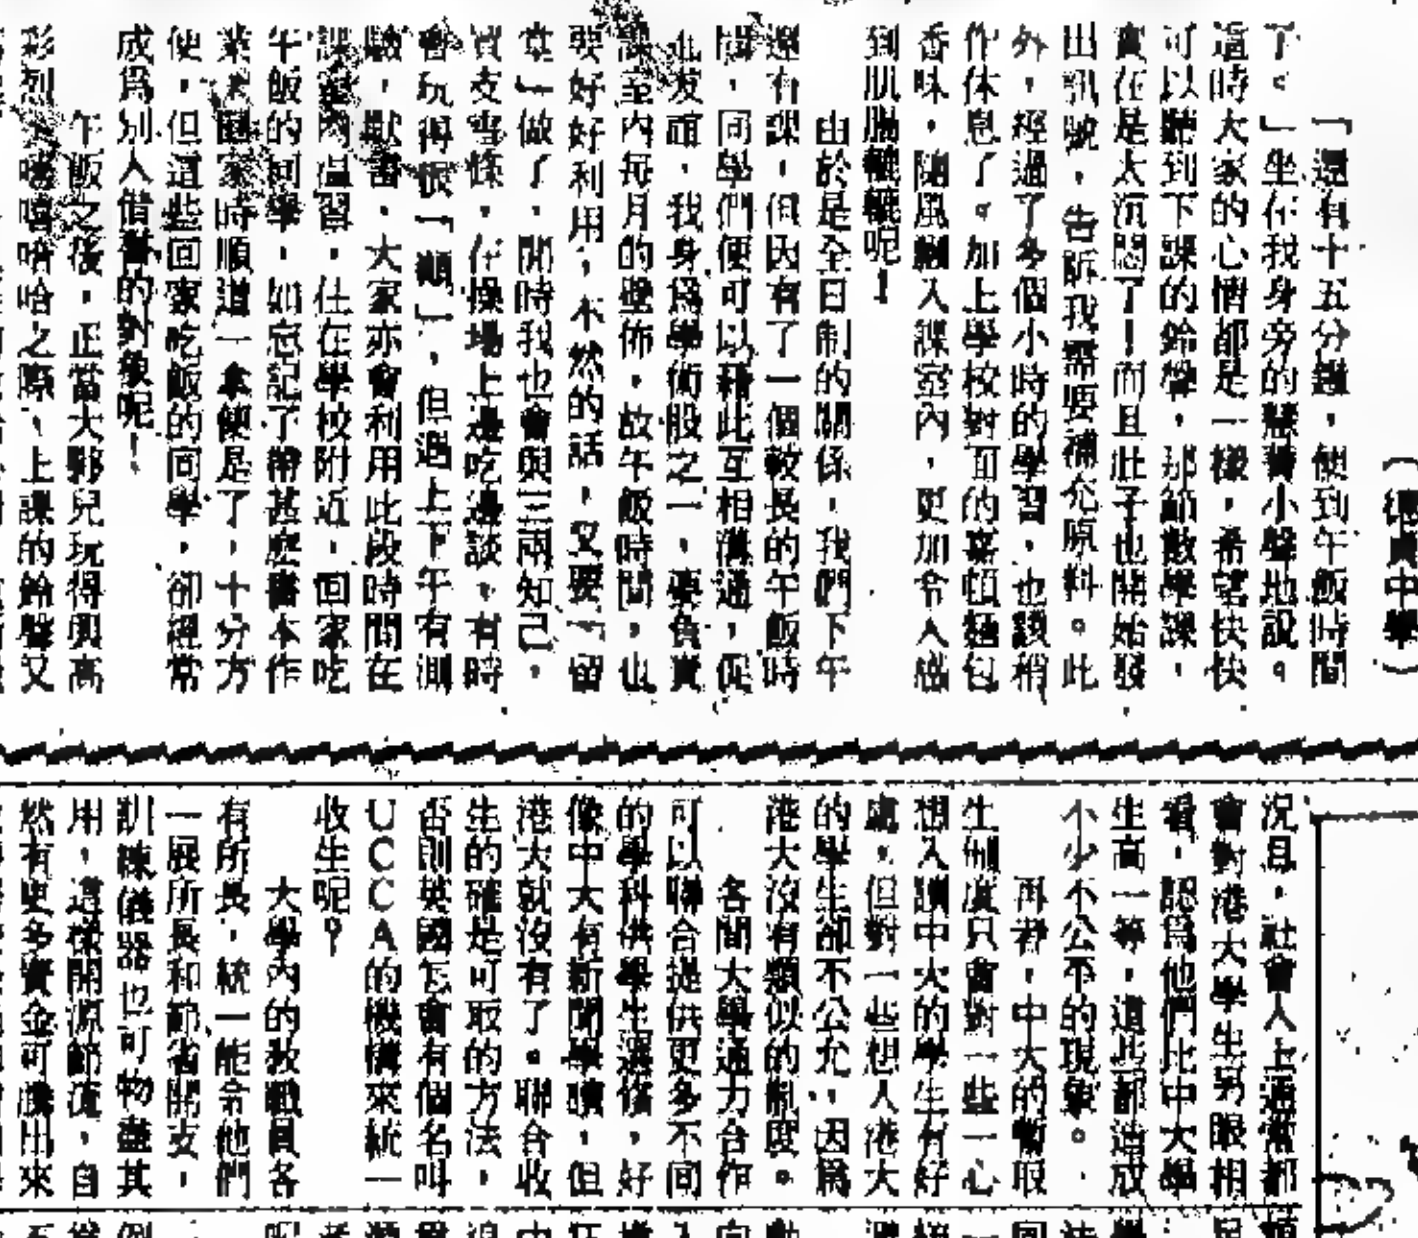 （德貞中學）
「還有十五分鐘，便到午飯時間
了。」坐在我身旁的慧菁小聲地說。
這時大家的心情都是一樣，希望快快
可以聽到下課的鈴聲，那節數學課，
實在是太沉悶了！而且肚子也開始發
出訊號，告訴我需要補充原料。此
外，經過了多個小時的學習，也該稍
作休息了。加上學校對面的嘉頓麵包
香味，隨風飄入課室內，更加令人感
到肌腸轆轆呢！
由於是全日制的關係，我們下午
還有課，但因有了一個較長的午飯時
間，同學們便可以藉此互相溝通，促
進友誼，我身為學術股之一，要負責
課室內每月的壁佈，放午飯時間，也
要好好利用，不然的話，又要「留
堂」做了，閒時我也會與三兩知己，
買支雪條，在操場上邊吃邊談，有時
會玩得很「顛」，但遇上下午有測
驗，默書，大家亦會利用此段時間在
課室內溫習，住在學校附近，回家吃
午飯的同學，如忘記了帶甚麼書本作
業，回家時順道一拿便是了，十分方
便，但這些回家吃飯的同學，卻經常
成為別人借書的對象呢！
午飯之後，正當大夥兒玩得興高
彩烈，嘻嘻哈哈之際，上課的鈴聲又
況且，社會人士通常都
會對港大學生另眼相
看，認為他們比中大學
生高一等，這些都造成
不少不公平的現象。
再者，中大的暫取
生制度只會對一些一心
想入讀中大的學生有好
處，但對一些想入港大
的學生卻不公允，因為
港大沒有類似的制度。
各間大學通力合作
可以聯合提供更多不同
的學科供學生選修，好
像中大有新聞學讀，但
港大就沒有了。聯合收
生的確是可取的方法，
否則英國怎會有個名叫
UCCA的機構來統一
收生呢？
大學內的教職員各
有所長，統一能令他們
一展所長和節省開支，
訓練儀器也可物盡其
用，這樣開源節流，自
然有更多資金可騰出來